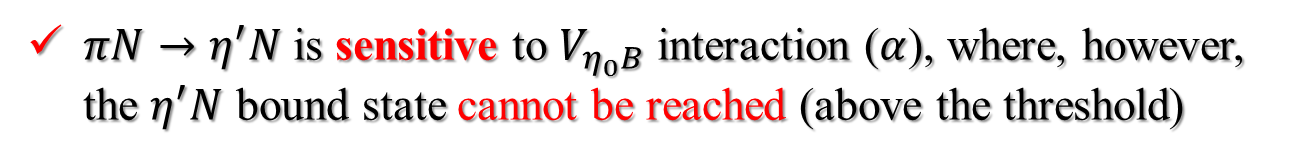 ✓ πN → η′N is sensitive to V_{η₀B} interaction (α), where, however,
the η′N bound state cannot be reached (above the threshold)